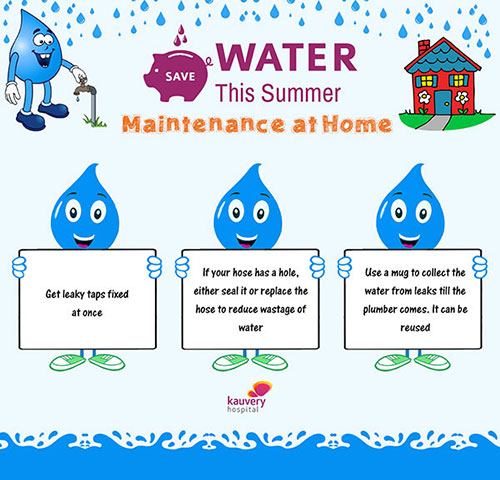 SAVE
WATER
This Summer
Maintenance at Home
Get leaky taps fixed
at once
If your hose has a hole,
either seal it or replace the
hose to reduce wastage of
water
Use a mug to collect the
water from leaks till the
plumber comes. It can be
reused
kauvery
hospital